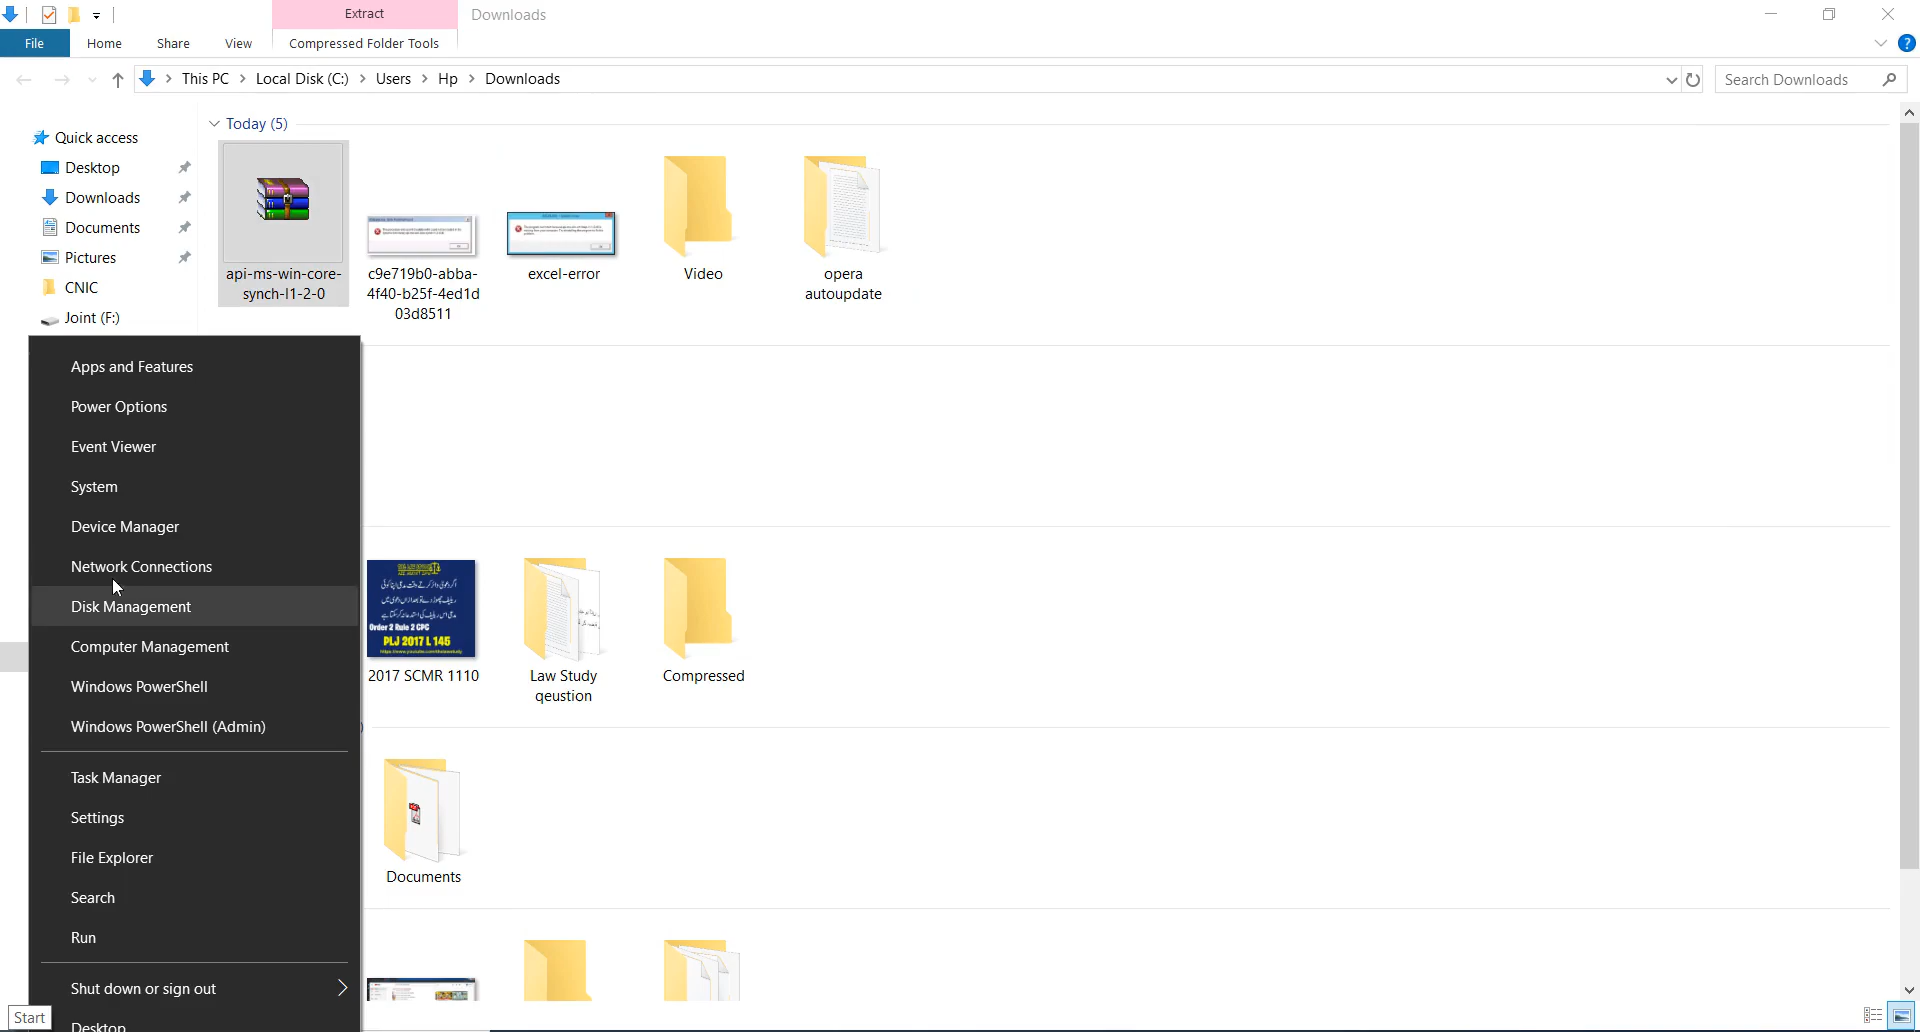 Extract
Downloads
File
Home
Share
View
Compressed Folder Tools
This PC
Local Disk (C:)
Users
Hp
Downloads
Search Downloads
Quick access
Desktop
Downloads
Documents
Pictures
CNIC
Joint (F:)
Today (5)
api-ms-win-core-
synch-l1-2-0
c9e719b0-abba-
4f40-b25f-4ed1d
03d8511
excel-error
Video
opera
autoupdate
Apps and Features
Power Options
Event Viewer
System
Device Manager
Network Connections
Disk Management
Computer Management
Windows PowerShell
Windows PowerShell (Admin)
Task Manager
Settings
File Explorer
Search
Run
Shut down or sign out
Desktop
Start
Order 2 Rule 2 CPC
PLJ 2017 L 145
2017 SCMR 1110
Law Study
qeustion
Compressed
Documents